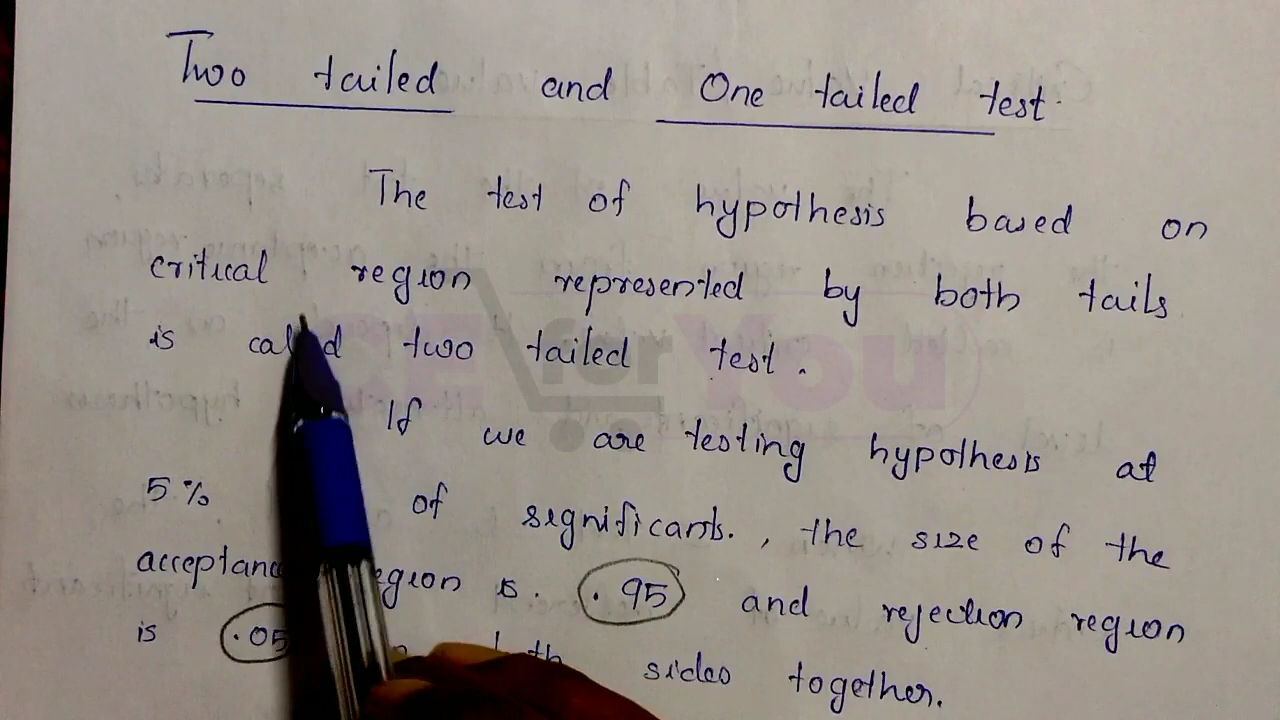 Two tailed and One tailed test.
The test of hypothesis based on
critical region represented by both tails
is called two tailed test.
If we are testing hypothesis at
5% of significants., the size of the
acceptance region is. .95 and rejection region
is .05 both sides together.